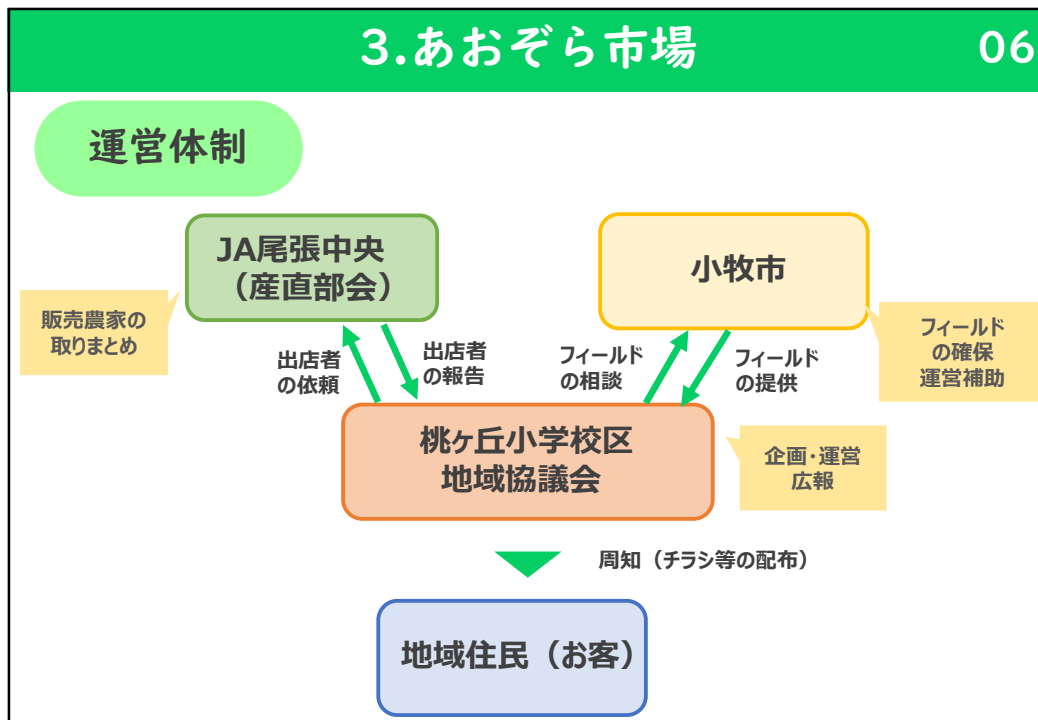 3.あおぞら市場
06
運営体制
JA尾張中央
（産直部会）
小牧市
販売農家の
取りまとめ
フィールド
の確保
運営補助
出店者
の依頼
出店者
の報告
フィールド
の相談
フィールド
の提供
桃ヶ丘小学校区
地域協議会
企画・運営
広報
周知（チラシ等の配布）
地域住民（お客）